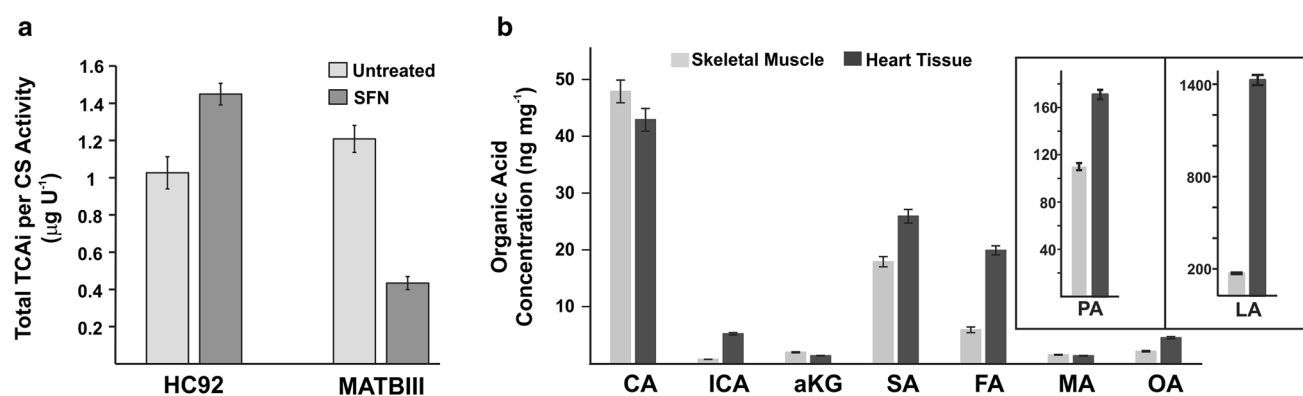 a
Total TCAi per CS Activity
(μg U-1)
1.6
1.4
1.2
1
0.8
0.6
0.4
0.2
Untreated
SFN
HC92
MATBIII
b
Organic Acid
Concentration (ng mg-1)
50
40
30
20
10
Skeletal Muscle
Heart Tissue
CA
ICA
aKG
SA
FA
MA
OA
160
120
80
40
PA
1400
800
200
LA